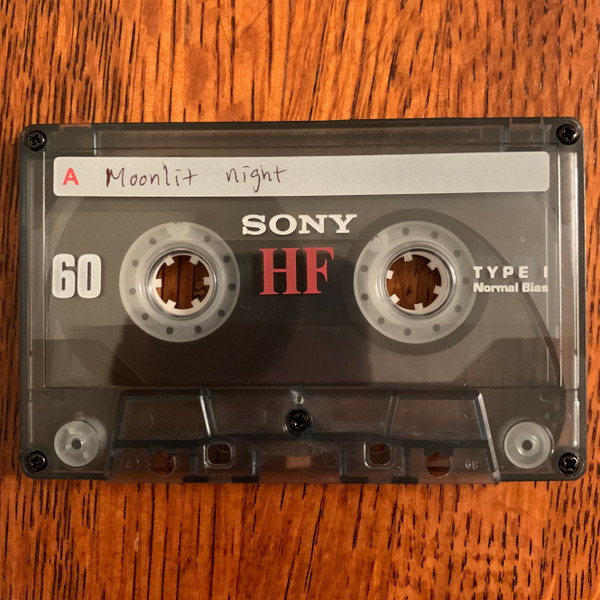 A Moonlit night
SONY
HF
60
TYPE I
Normal Bias